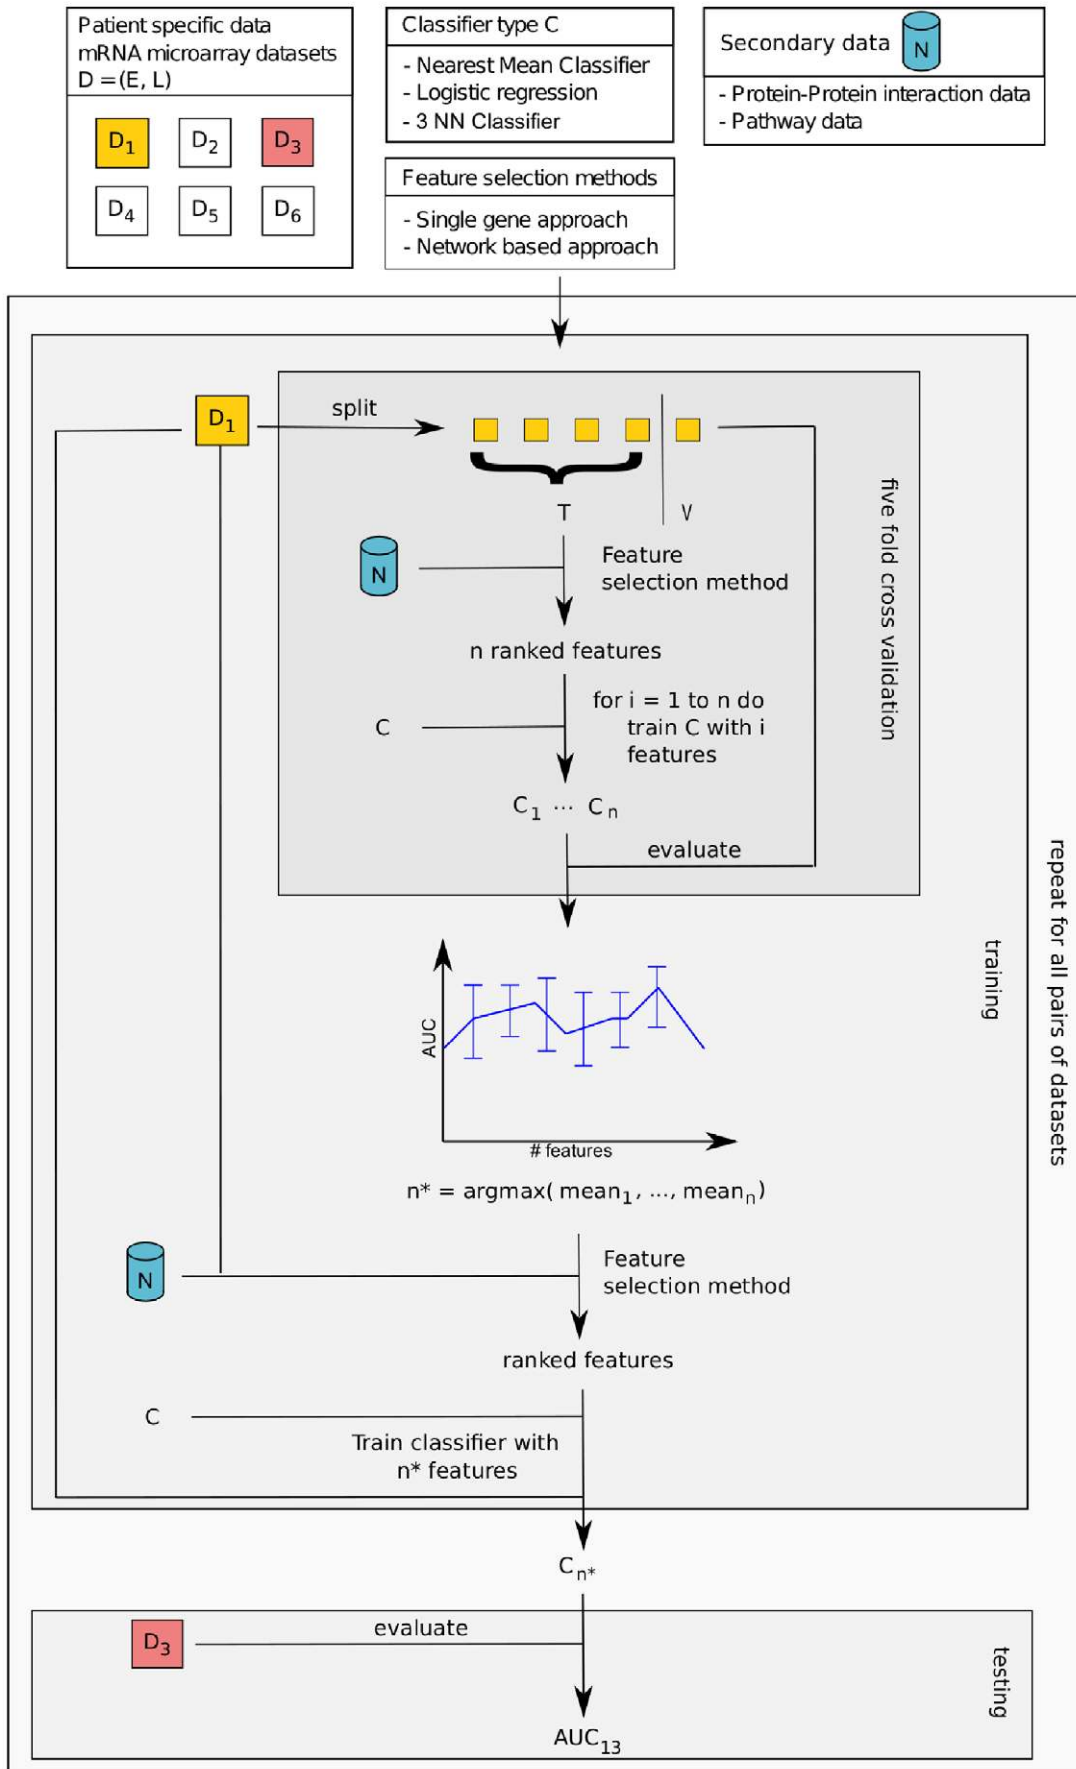 Patient specific data
mRNA microarray datasets
D = (E, L)
D1
D2
D3
D4
D5
D6
Classifier type C
- Nearest Mean Classifier
- Logistic regression
- 3 NN Classifier
Secondary data
N
- Protein-Protein interaction data
- Pathway data
Feature selection methods
- Single gene approach
- Network based approach
D1
split
T
V
N
Feature
selection method
n ranked features
C
for i = 1 to n do
train C with i
features
C1 ... Cn
evaluate
five fold cross validation
AUC
# features
n* = argmax( mean1, ..., meann)
training
repeat for all pairs of datasets
N
Feature
selection method
ranked features
C
Train classifier with
n* features
Cn*
D3
evaluate
testing
AUC13